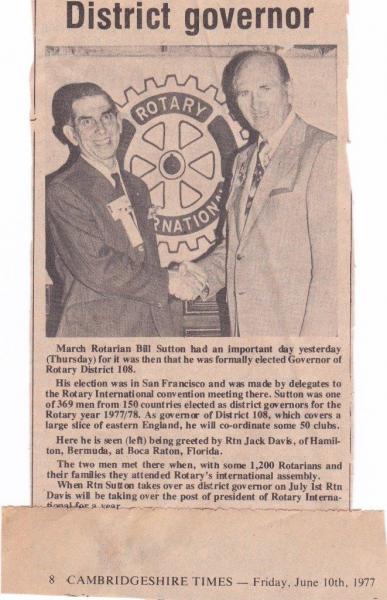 District governor
ROTARY
INTERNATIONAL
March Rotarian Bill Sutton had an important day yesterday
(Thursday) for it was then that he was formally elected Governor of
Rotary District 108.
His election was in San Francisco and was made by delegates to
the Rotary International convention meeting there. Sutton was one
of 369 men from 150 countries elected as district governors for the
Rotary year 1977/78. As governor of District 108, which covers a
large slice of eastern England, he will co-ordinate some 50 clubs.
Here he is seen (left) being greeted by Rtn Jack Davis, of Hamil-
ton, Bermuda, at Boca Raton, Florida.
The two men met there when, with some 1,200 Rotarians and
their families they attended Rotary's international assembly.
When Rtn Sutton takes over as district governor on July 1st Rtn
Davis will be taking over the post of president of Rotary Interna-
tional for a year.
8 CAMBRIDGESHIRE TIMES — Friday, June 10th, 1977